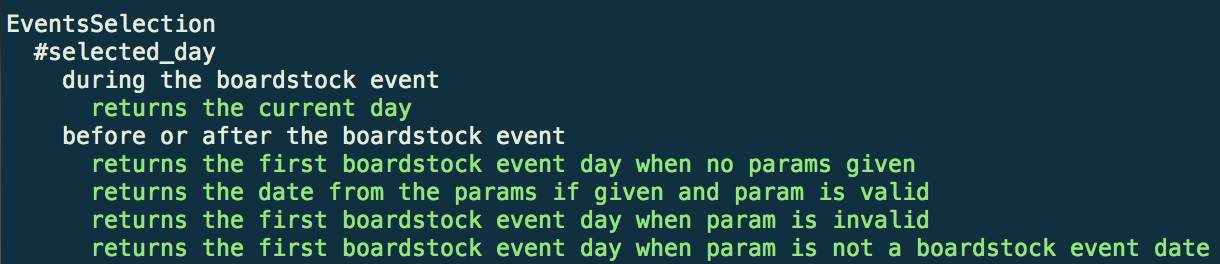 EventsSelection
#selected_day
during the boardstock event
returns the current day
before or after the boardstock event
returns the first boardstock event day when no params given
returns the date from the params if given and param is valid
returns the first boardstock event day when param is invalid
returns the first boardstock event day when param is not a boardstock event date